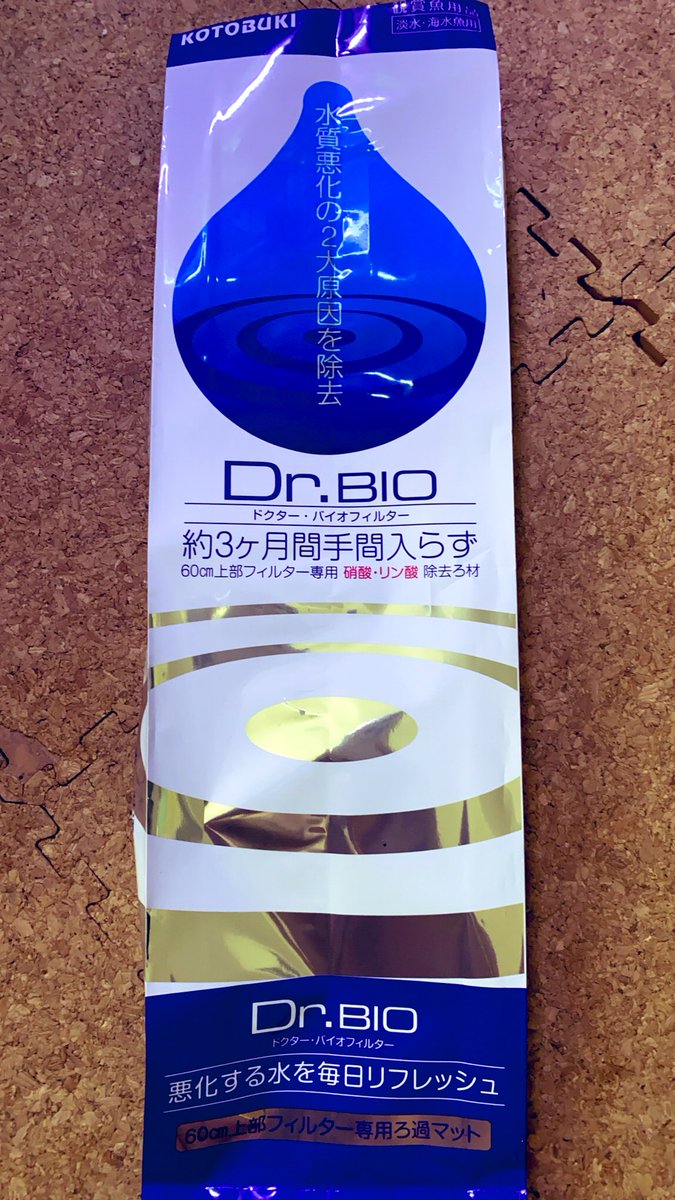 KOTOBUKI
観賞魚用品
淡水・海水魚用
水質悪化の2大原因を除去
Dr.BIO
ドクター・バイオフィルター
約3ヶ月間手間入らず
60cm上部フィルター専用 硝酸・リン酸 除去ろ材
Dr.BIO
ドクター・バイオフィルター
悪化する水を毎日リフレッシュ
60cm上部フィルター専用ろ過マット